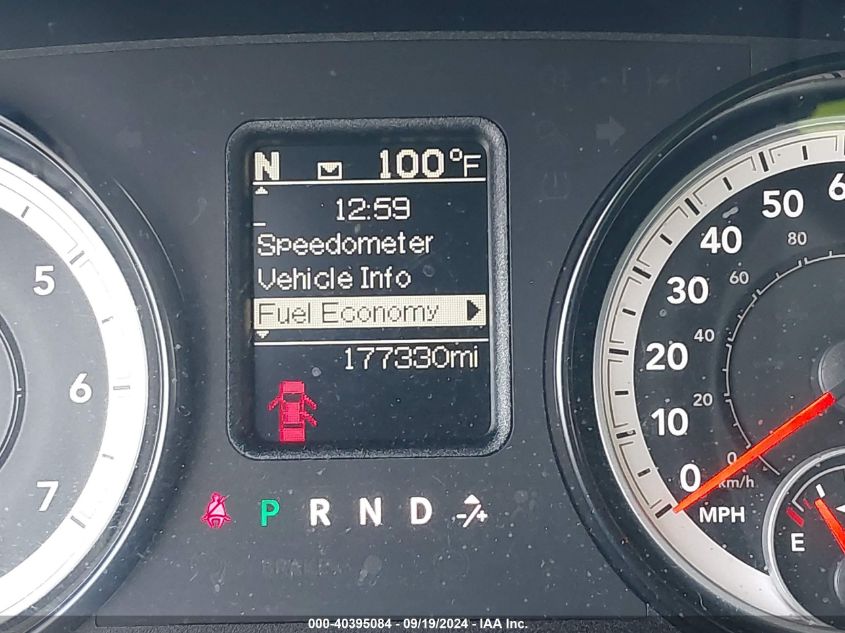 N 100°F
12:59
Speedometer
Vehicle Info
Fuel Economy
177330mi
P R N D -/+
5
6
7
0
10
20
30
40
50
0
20
40
60
80
km/h
MPH
E
000-40395084 - 09/19/2024 - IAA Inc.